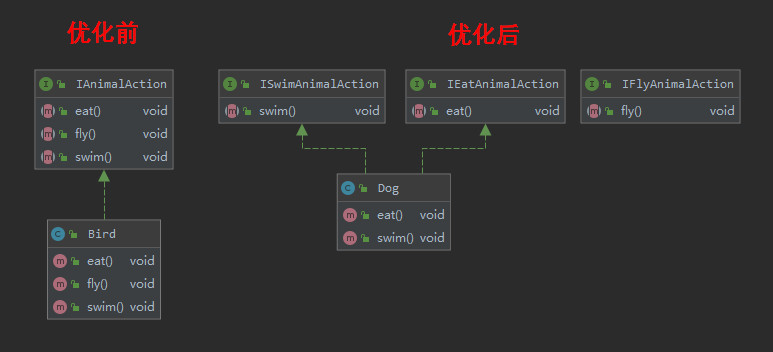 优化前
优化后
IAnimalAction
eat() void
fly() void
swim() void
ISwimAnimalAction
swim() void
IEatAnimalAction
eat() void
IFlyAnimalAction
fly() void
Bird
eat() void
fly() void
swim() void
Dog
eat() void
swim() void